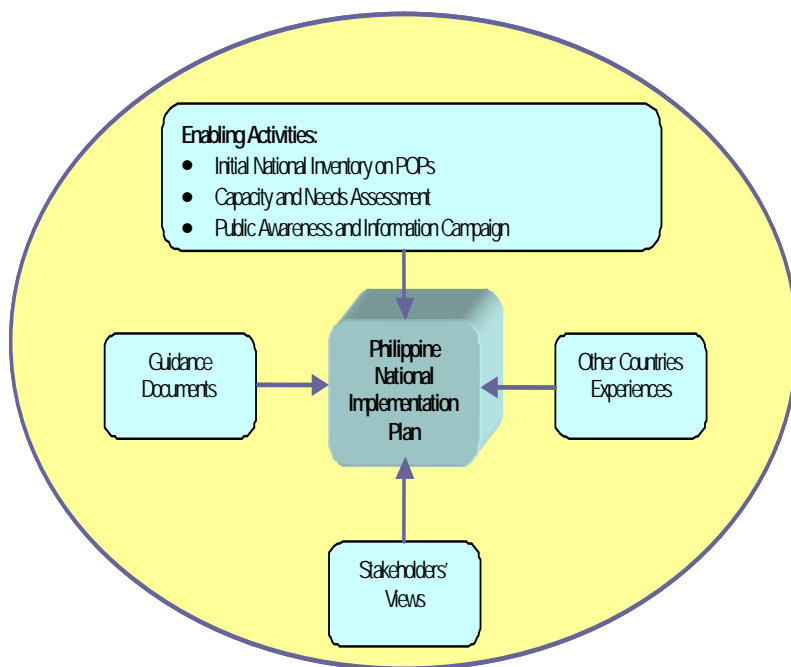 Enabling Activities:
• Initial National Inventory on POPs
• Capacity and Needs Assessment
• Public Awareness and Information Campaign
Guidance
Documents
Philippine
National
Implementation
Plan
Other Countries
Experiences
Stakeholders'
Views